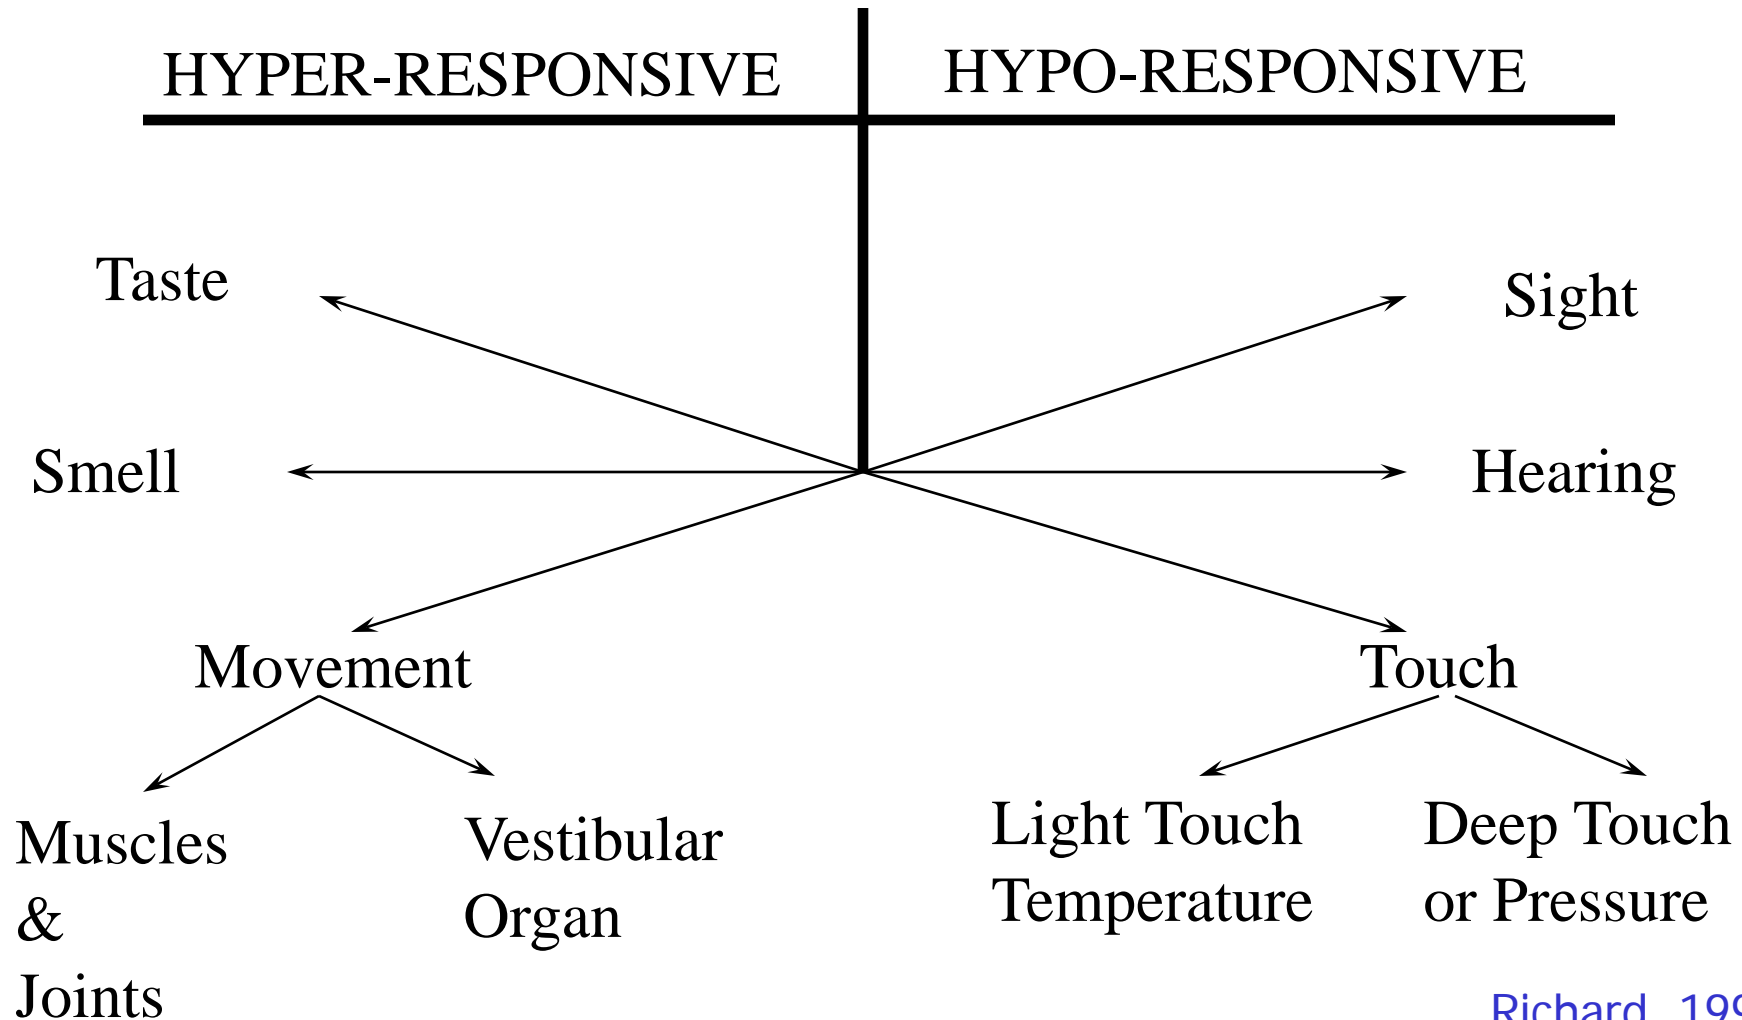 HYPER-RESPONSIVE
HYPO-RESPONSIVE
Taste
Sight
Smell
Hearing
Movement
Touch
Muscles
&
Joints
Vestibular
Organ
Light Touch
Temperature
Deep Touch
or Pressure
Richard